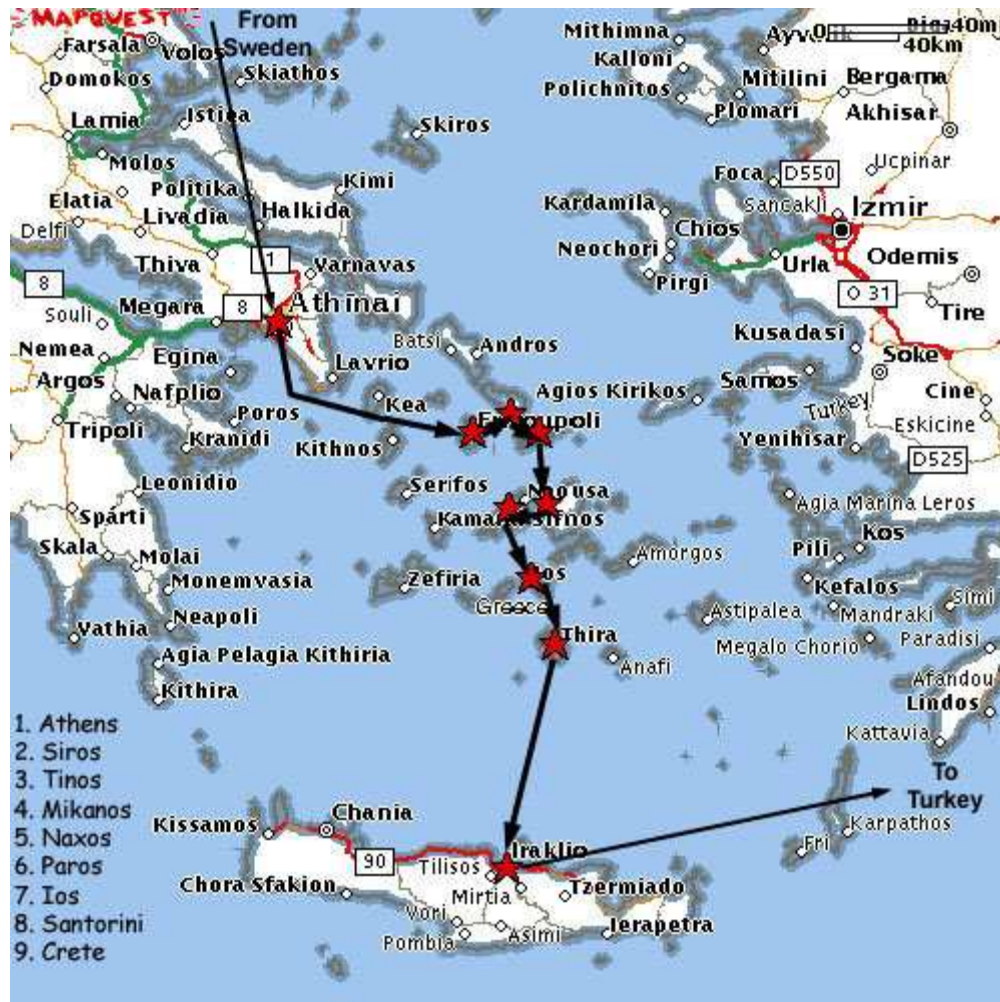 MAPQUEST
From
Sweden
40km
Mithimna
Farsala
Volos
Kalloni
Skiathos
Domokos
Polichnitos
Mitilini
Bergama
Plomari
Akhisar
Lamia
Istiea
Skiros
Molos
Ucpinar
Politika
Kimi
Foca
D550
Elatia
Livadia
Halkida
Kardamila
Sancakli
Izmir
Delfi
Chios
Neochori
Thiva
1
Varnavas
Pirgi
Urla
Odemis
8
Megara
8
Athinai
O 31
Souli
Tire
Nemea
Egina
Batsi
Andros
Kusadasi
Lavrio
Soke
Argos
Nafplio
Kea
Agios Kirikos
Samos
Cine
Poros
Turkey
Tripoli
Kranidi
Kithnos
Yenihisar
Eskicine
D525
Leonidio
Serifos
Naousa
Agia Marina Leros
Sparti
Sifnos
Kos
Skala
Molai
Amorgos
Pili
Monemvasia
Zefiria
Ios
Kefalos
Simi
Greece
Astipalea
Mandraki
Neapoli
Vathia
Thira
Megalo Chorio
Paradisi
Agia Pelagia Kithiria
Anafi
Afandou
Kithira
Lindos
Kattavia
1. Athens
2. Siros
3. Tinos
4. Mikanos
5. Naxos
6. Paros
7. Ios
8. Santorini
9. Crete
To
Turkey
Kissamos
Chania
Karpathos
Iraklio
Fri
90
Tilisos
Chora Sfakion
Mirtia
Tzermiado
Vori
Pombia
Asimi
Ierapetra